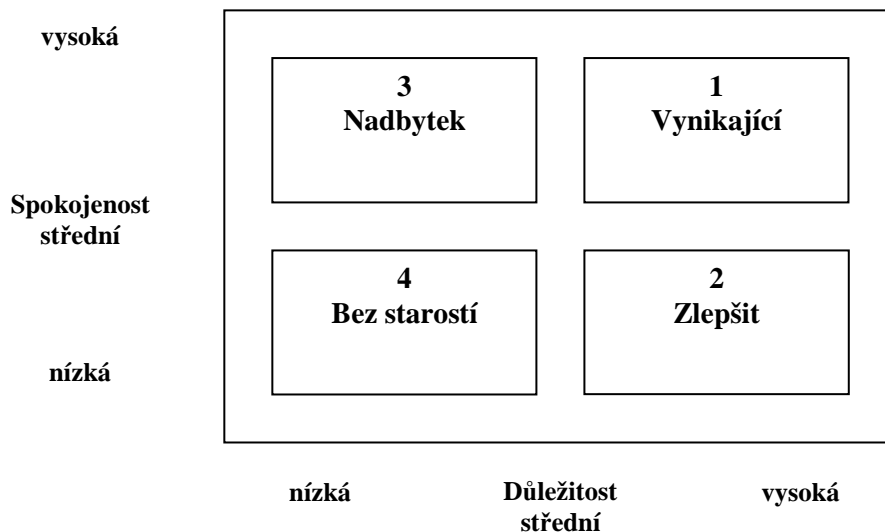 vysoká
3
Nadbytek
1
Vynikající
Spokojenost
střední
4
Bez starostí
2
Zlepšit
nízká
nízká
Důležitost
střední
vysoká